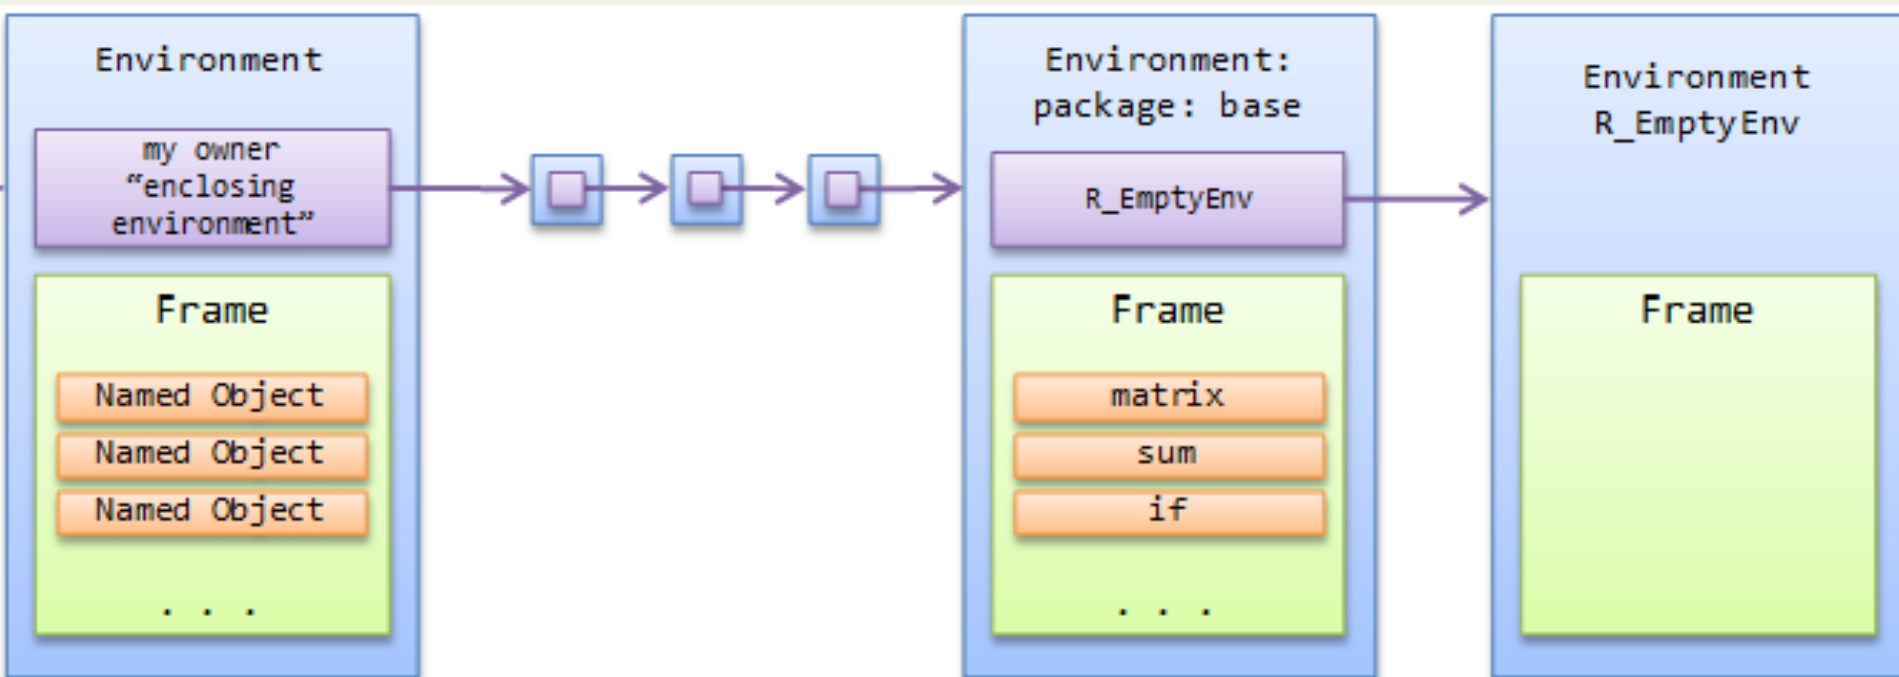 Environment
my owner
“enclosing
environment”
Frame
Named Object
Named Object
Named Object
. . .
Environment:
package: base
R_EmptyEnv
Frame
matrix
sum
if
. . .
Environment
R_EmptyEnv
Frame